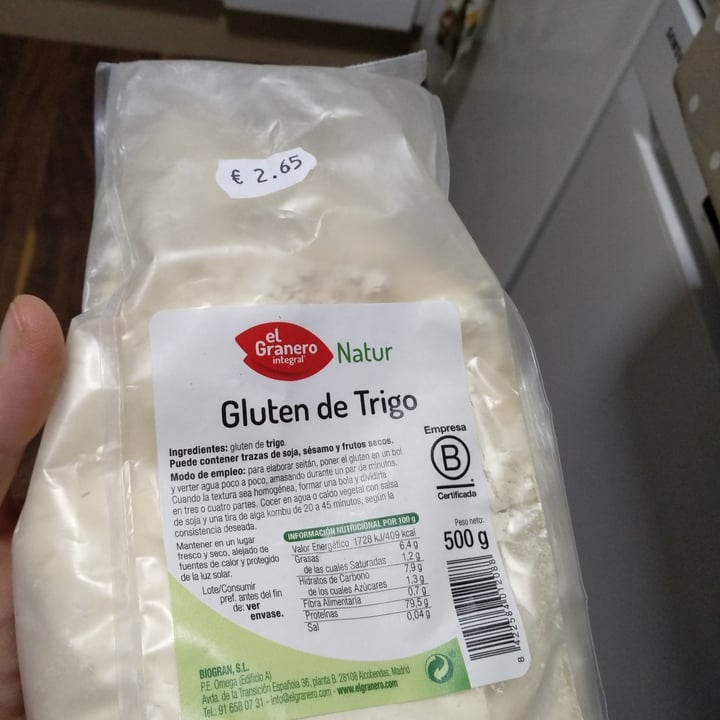 € 2.65
el
Granero
integral
Natur
Gluten de Trigo
Ingredientes: gluten de trigo.
Puede contener trazas de soja, sésamo y frutos secos.
Modo de empleo: para elaborar seitán, poner el gluten en un bol
y verter agua poco a poco, amasando durante un par de minutos.
Cuando la textura sea homogénea, formar una bola y dividirla
en tres o cuatro partes. Cocer en agua o caldo vegetal con salsa
de soja y una tira de alga kombu de 20 a 45 minutos, según la
consistencia deseada.
Mantener en un lugar
fresco y seco, alejado de
fuentes de calor y protegido
de la luz solar.
Lote/Consumir
pref. antes del fin
de: ver
envase.
INFORMACIÓN NUTRICIONAL POR 100 g
Valor Energético 1728 kJ/409 kcal
Grasas 6,4 g
de las cuales Saturadas 1,2 g
Hidratos de Carbono 7,9 g
de los cuales Azúcares 1,3 g
Fibra Alimentaria 0,7 g
Proteínas 79,5 g
Sal 0,04 g
Empresa
B
Certificada
Peso neto:
500 g
BIOGRAN, S.L.
P.E. Omega (Edificio A)
Avda. de la Transición Española 36, planta B. 28108 Alcobendas. Madrid
Tel.: 91 658 07 31 - info@elgranero.com - www.elgranero.com